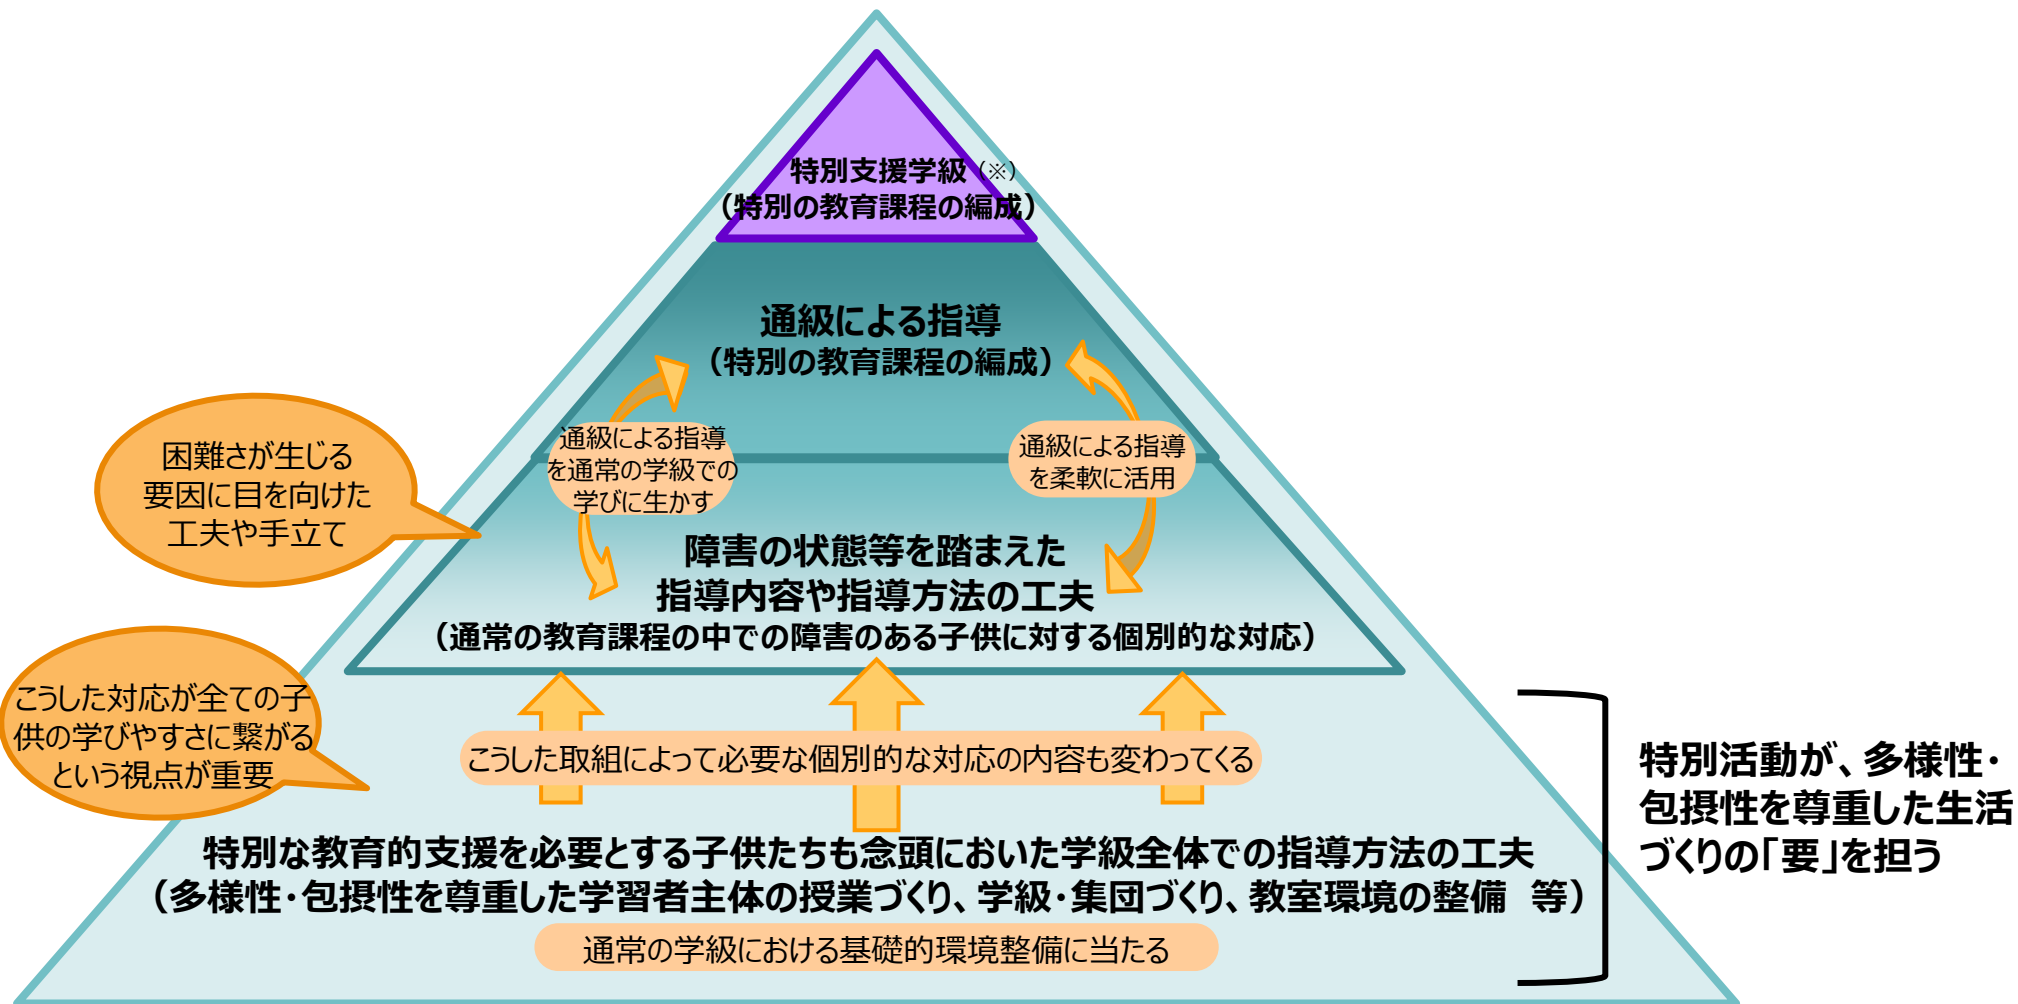 特別支援学級（※）
（特別の教育課程の編成）
通級による指導
（特別の教育課程の編成）
通級による指導
を通常の学級での
学びに生かす
通級による指導
を柔軟に活用
困難さが生じる
要因に目を向けた
工夫や手立て
障害の状態等を踏まえた
指導内容や指導方法の工夫
（通常の教育課程の中での障害のある子供に対する個別的な対応）
こうした対応が全ての子
供の学びやすさに繋がる
という視点が重要
こうした取組によって必要な個別的な対応の内容も変わってくる
特別な教育的支援を必要とする子供たちも念頭においた学級全体での指導方法の工夫
（多様性・包摂性を尊重した学習者主体の授業づくり、学級・集団づくり、教室環境の整備　等）
通常の学級における基礎的環境整備に当たる
特別活動が、多様性・
包摂性を尊重した生活
づくりの「要」を担う